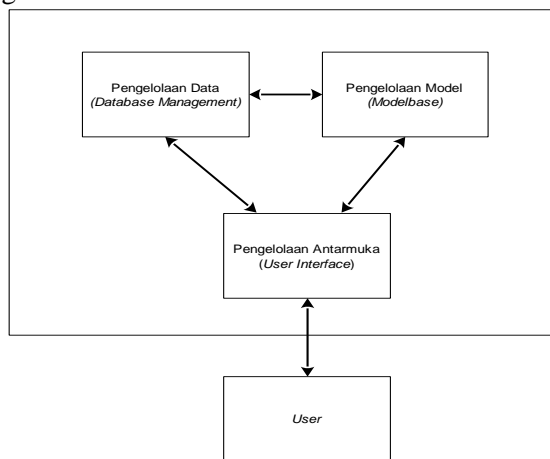 g
Pengelolaan Data
(Database Management)
Pengelolaan Model
(Modelbase)
Pengelolaan Antarmuka
(User Interface)
User